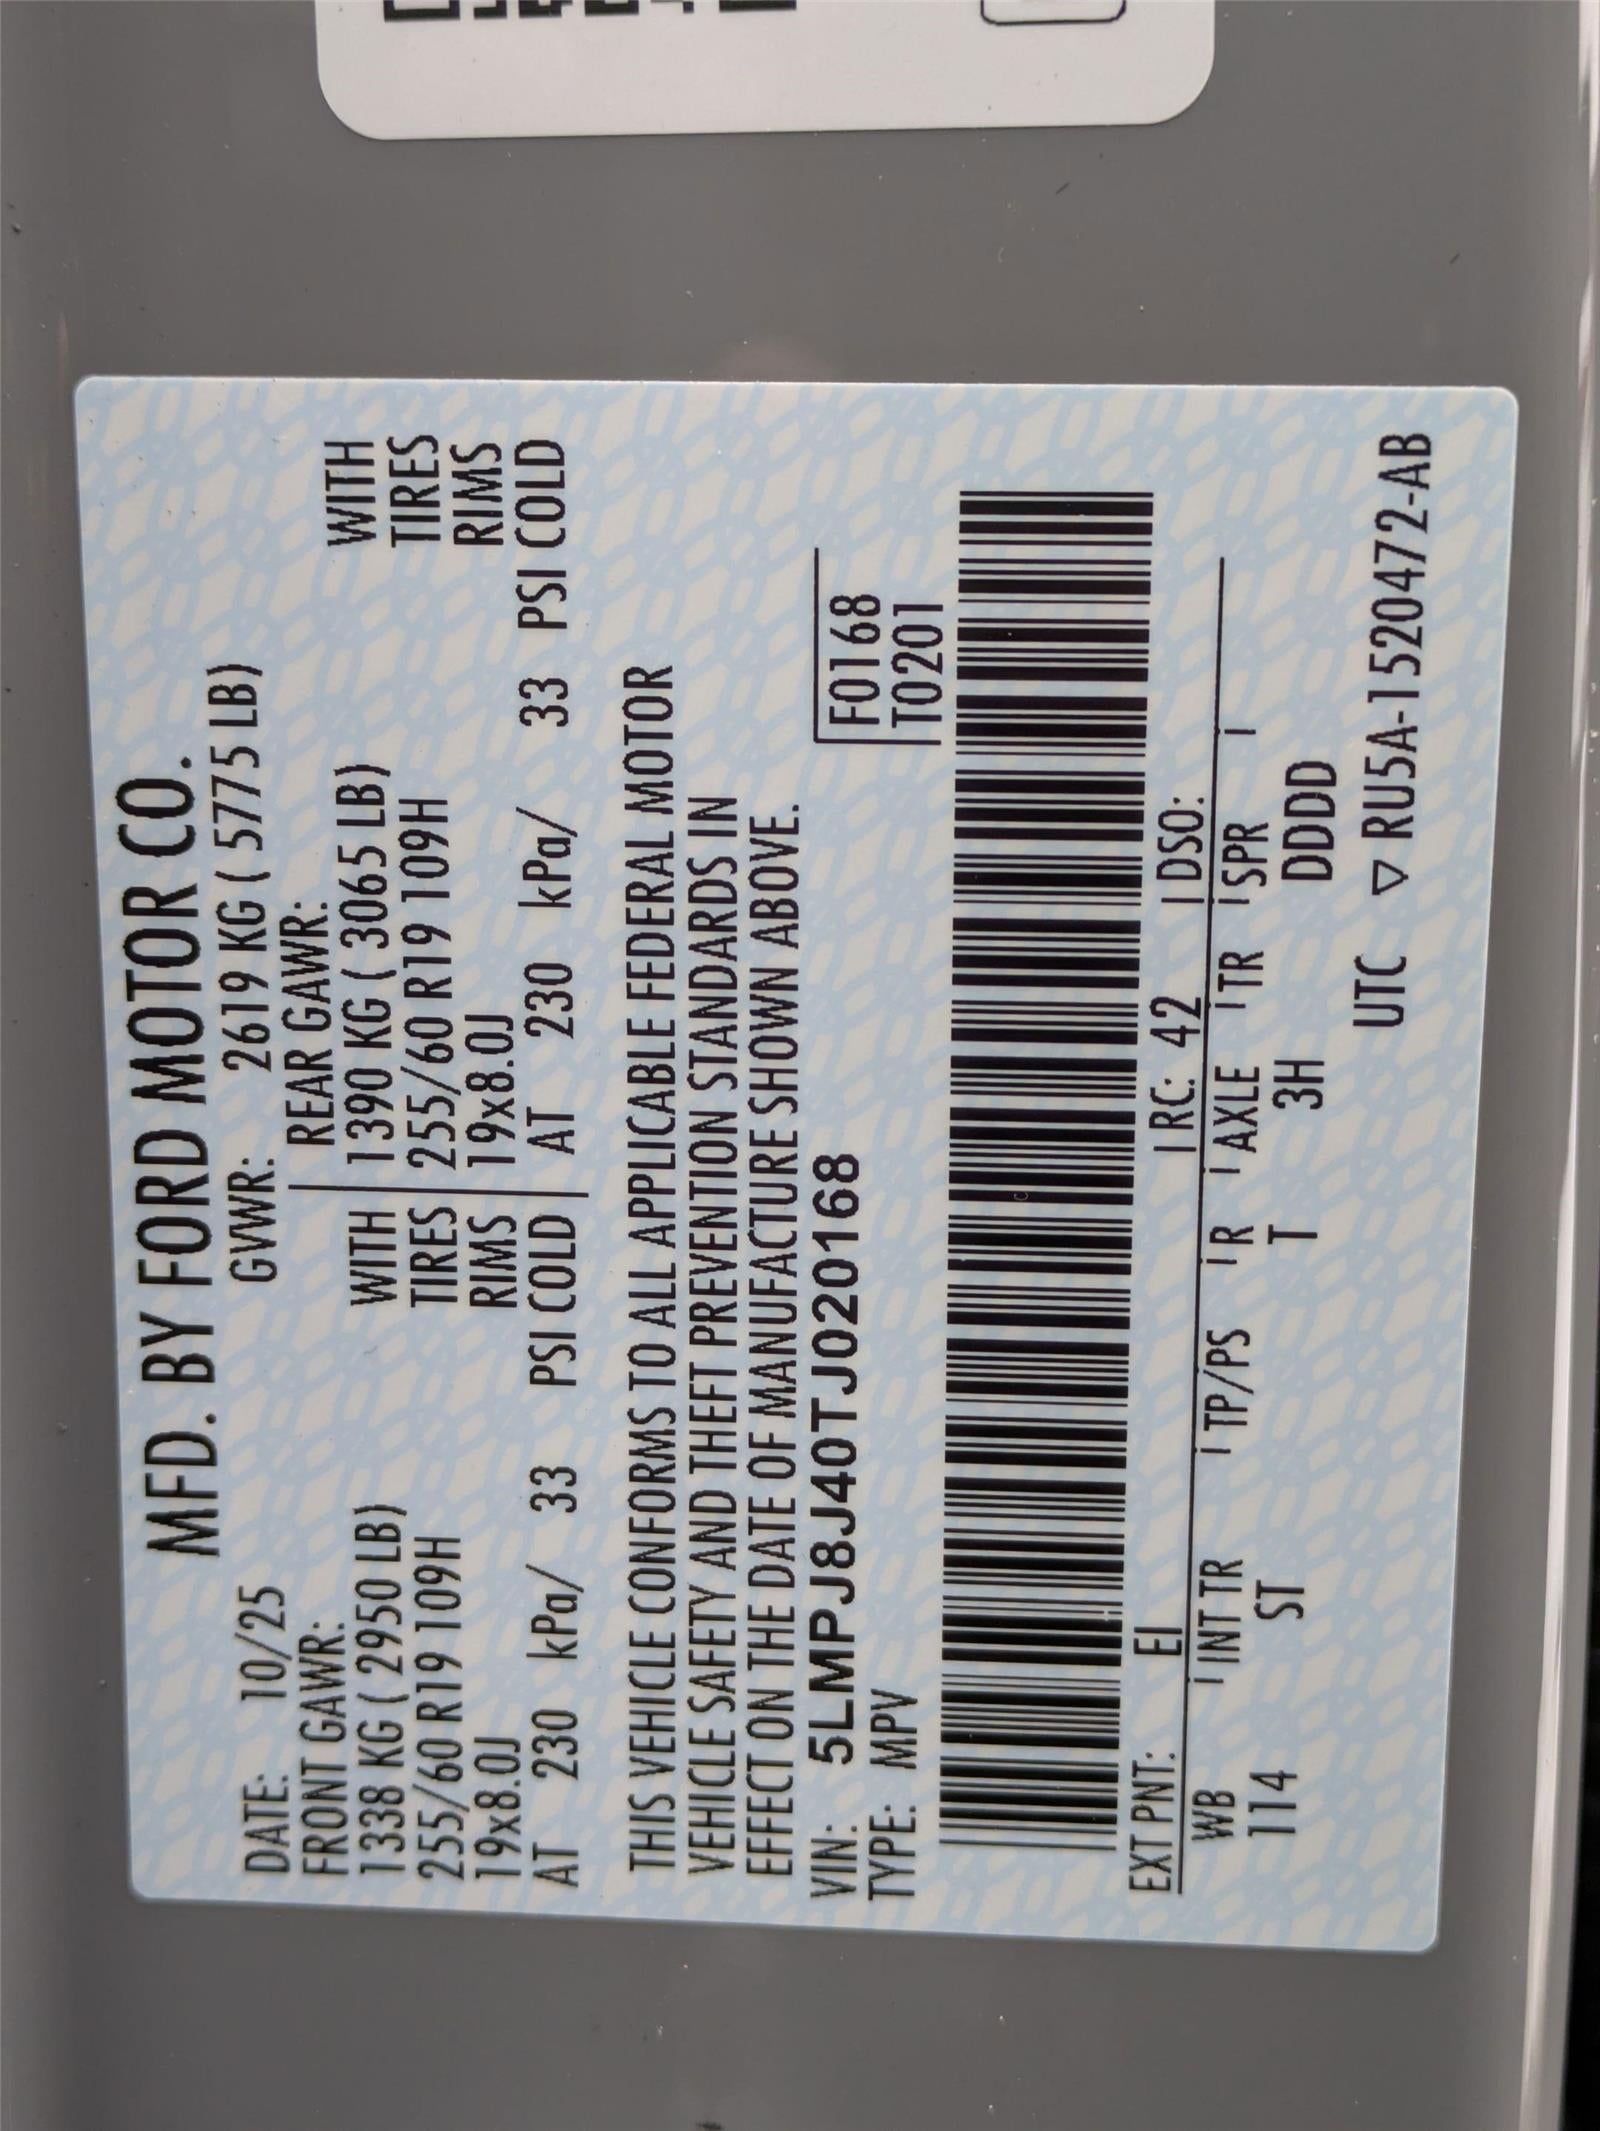 MFD. BY FORD MOTOR CO.
DATE: 10/25 GVWR: 2619 KG ( 5775 LB)
FRONT GAWR: REAR GAWR:
1338 KG ( 2950 LB) WITH 1390 KG ( 3065 LB) WITH
255/60 R19 109H TIRES 255/60 R19 109H TIRES
19x8.0J RIMS 19x8.0J RIMS
AT 230 kPa/ 33 PSI COLD AT 230 kPa/ 33 PSI COLD
THIS VEHICLE CONFORMS TO ALL APPLICABLE FEDERAL MOTOR
VEHICLE SAFETY AND THEFT PREVENTION STANDARDS IN
EFFECT ON THE DATE OF MANUFACTURE SHOWN ABOVE.
VIN: 5LMPJ8J40TJ020168 F0168
TYPE: MPV T0201
EXT PNT: EI RC: 42 DSO:
WB INT TR TP/PS R AXLE TR SPR
114 ST T 3H DDDD
UTC ▽ RU5A-1520472-AB